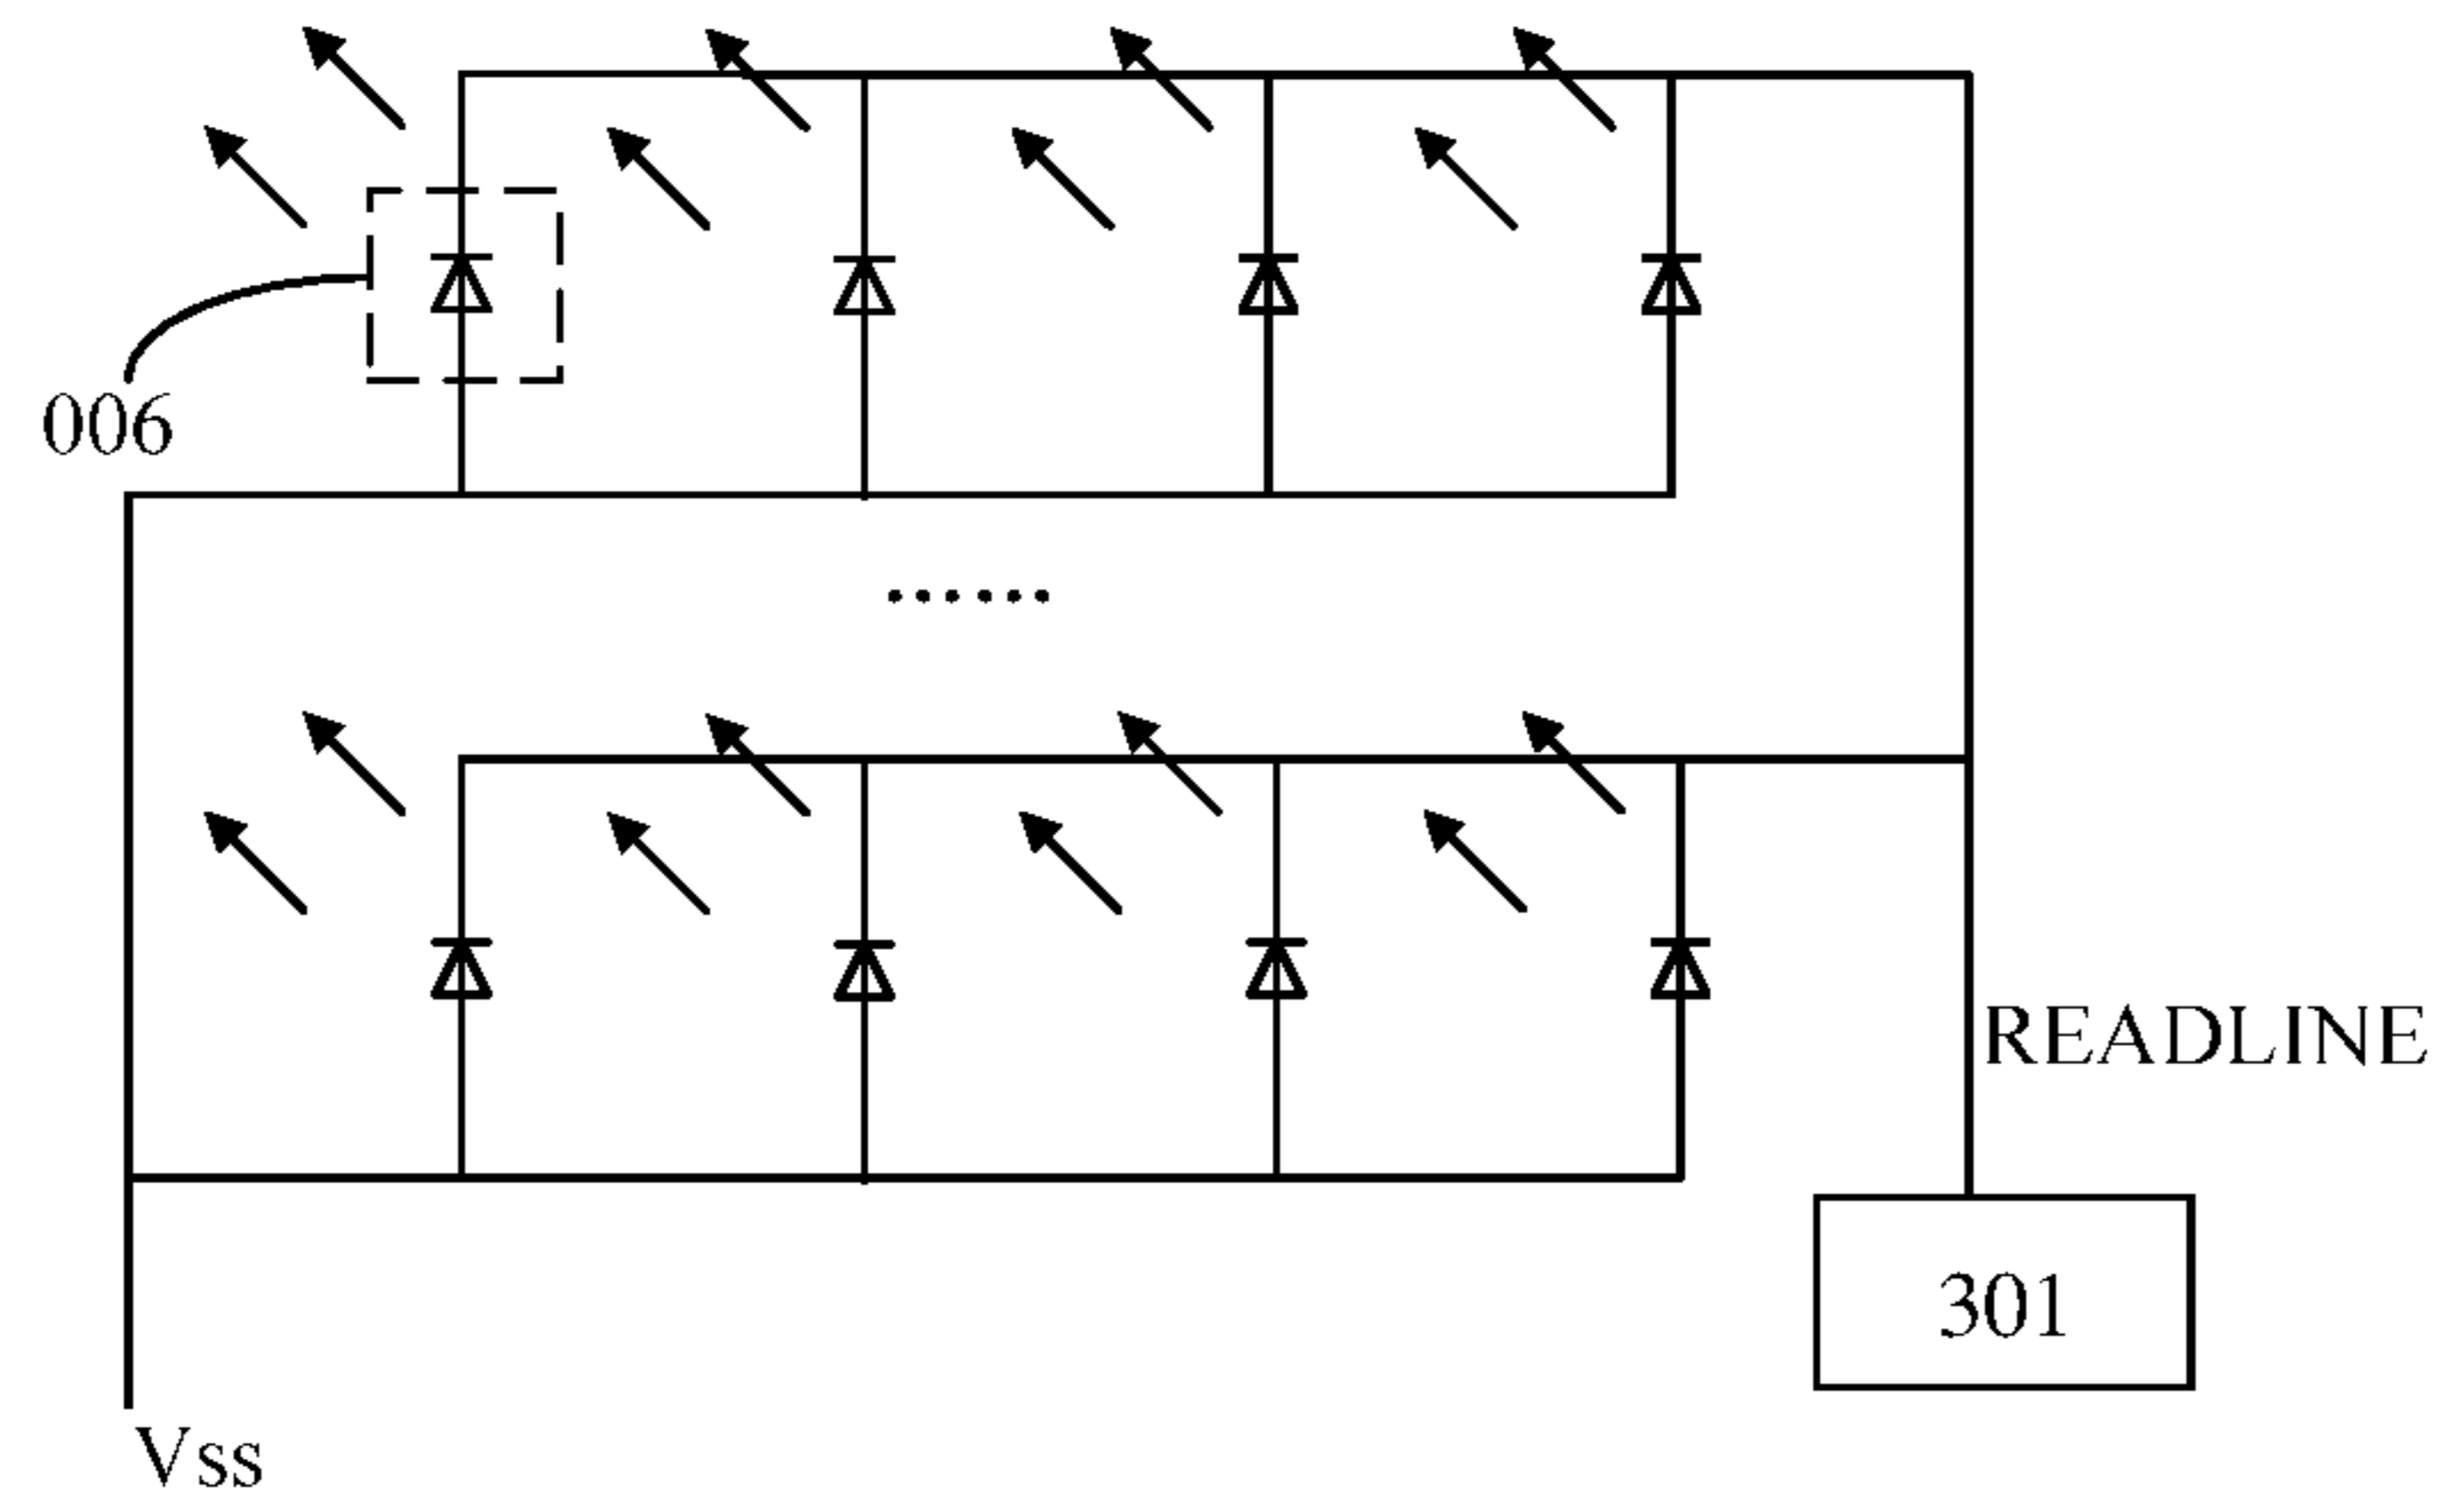 006
......
READLINE
301
Vss